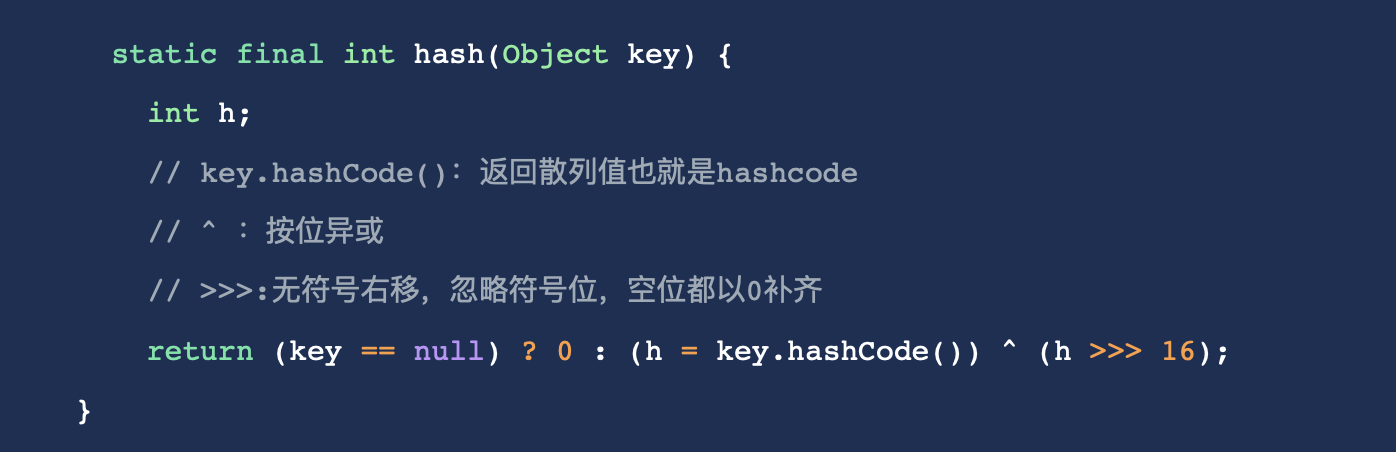 static final int hash(Object key) {
int h;
// key.hashCode()：返回散列值也就是hashcode
// ^ ：按位异或
// >>>:无符号右移，忽略符号位，空位都以0补齐
return (key == null) ? 0 : (h = key.hashCode()) ^ (h >>> 16);
}